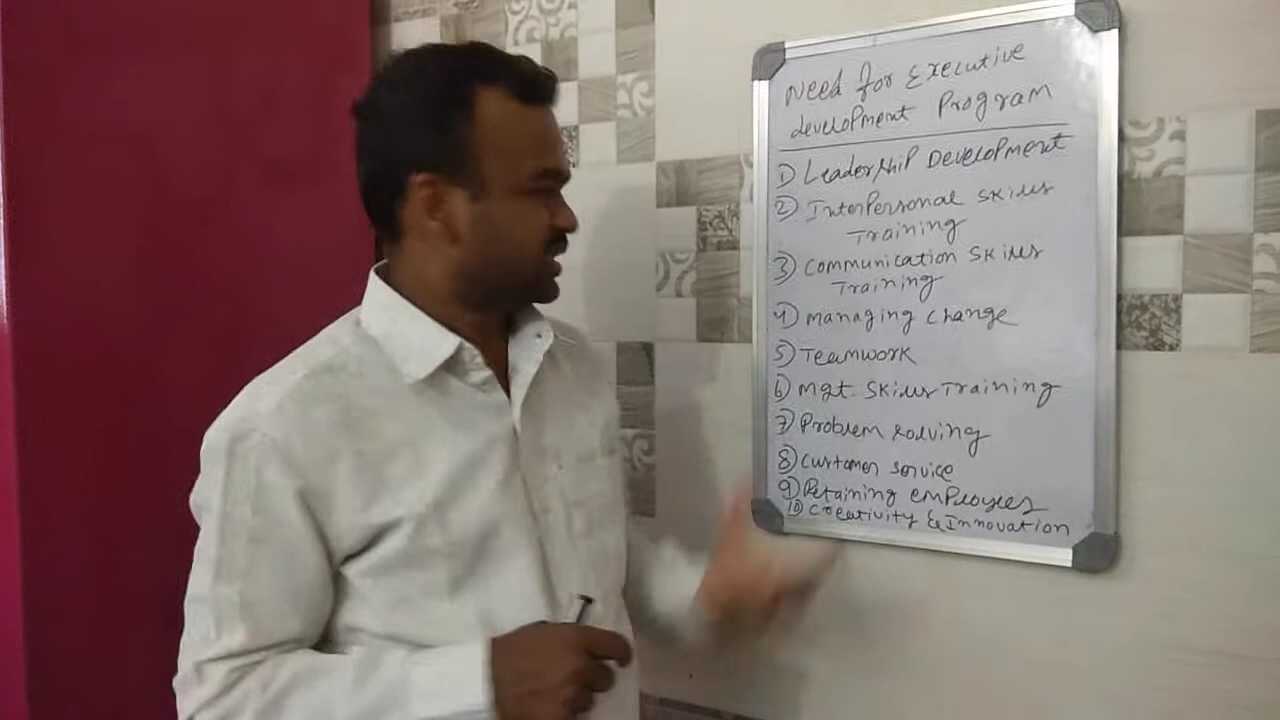 Need for Executive
development Program
1) Leadership Development
2) InterPersonal Skills
Training
3) Communication Skills
Training
4) managing change
5) Teamwork
6) mgt. Skills Training
7) Problem solving
8) customer service
9) Retaining employees
10) Creativity & Innovation